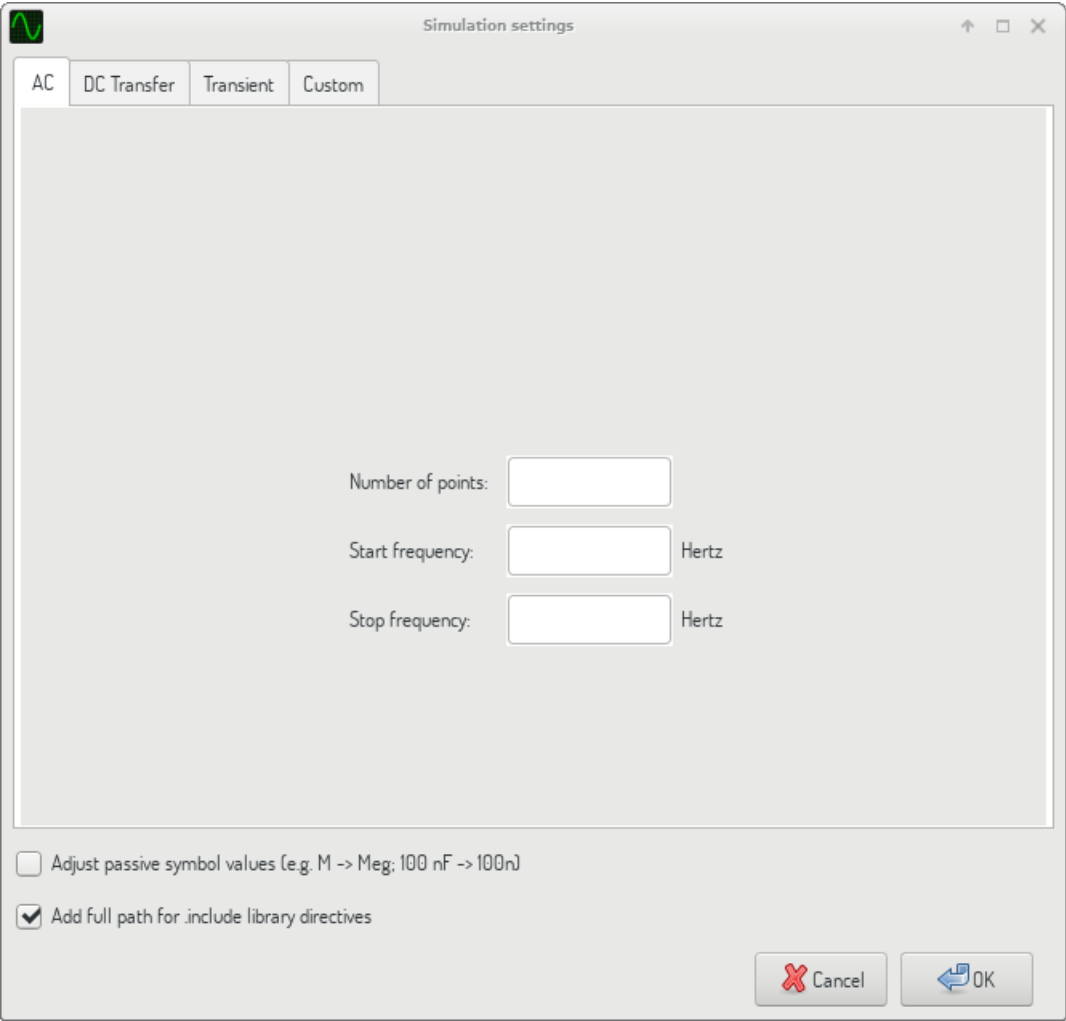 Simulation settings
AC DC Transfer Transient Custom
Number of points:
Start frequency: Hertz
Stop frequency: Hertz
Adjust passive symbol values (e.g. M -> Meg; 100 nF -> 100n)
Add full path for .include library directives
Cancel OK